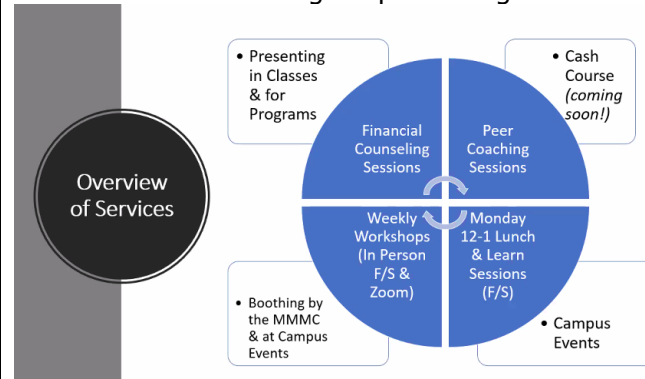 Overview
of Services
• Presenting
in Classes
& for
Programs
• Cash
Course
(coming
soon!)
Financial
Counseling
Sessions
Peer
Coaching
Sessions
Weekly
Workshops
(In Person
F/S &
Zoom)
Monday
12-1 Lunch
& Learn
Sessions
(F/S)
• Boothing by
the MMMC
& at Campus
Events
• Campus
Events